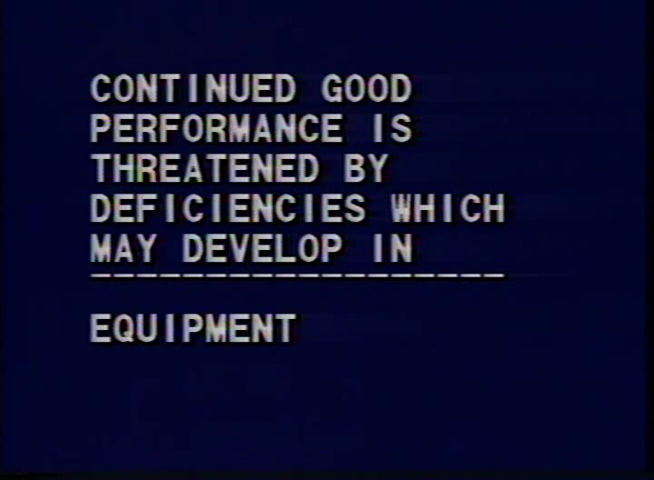 CONTINUED GOOD
PERFORMANCE IS
THREATENED BY
DEFICIENCIES WHICH
MAY DEVELOP IN
------------------
EQUIPMENT